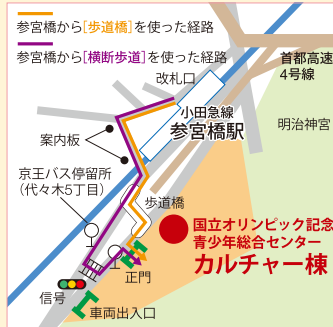 参宮橋から[歩道橋]を使った経路
参宮橋から[横断歩道]を使った経路
改札口
首都高速
4号線
小田急線
参宮橋駅
明治神宮
案内板
京王バス停留所
(代々木5丁目)
歩道橋
国立オリンピック記念
青少年総合センター
カルチャー棟
正門
信号
車両出入口